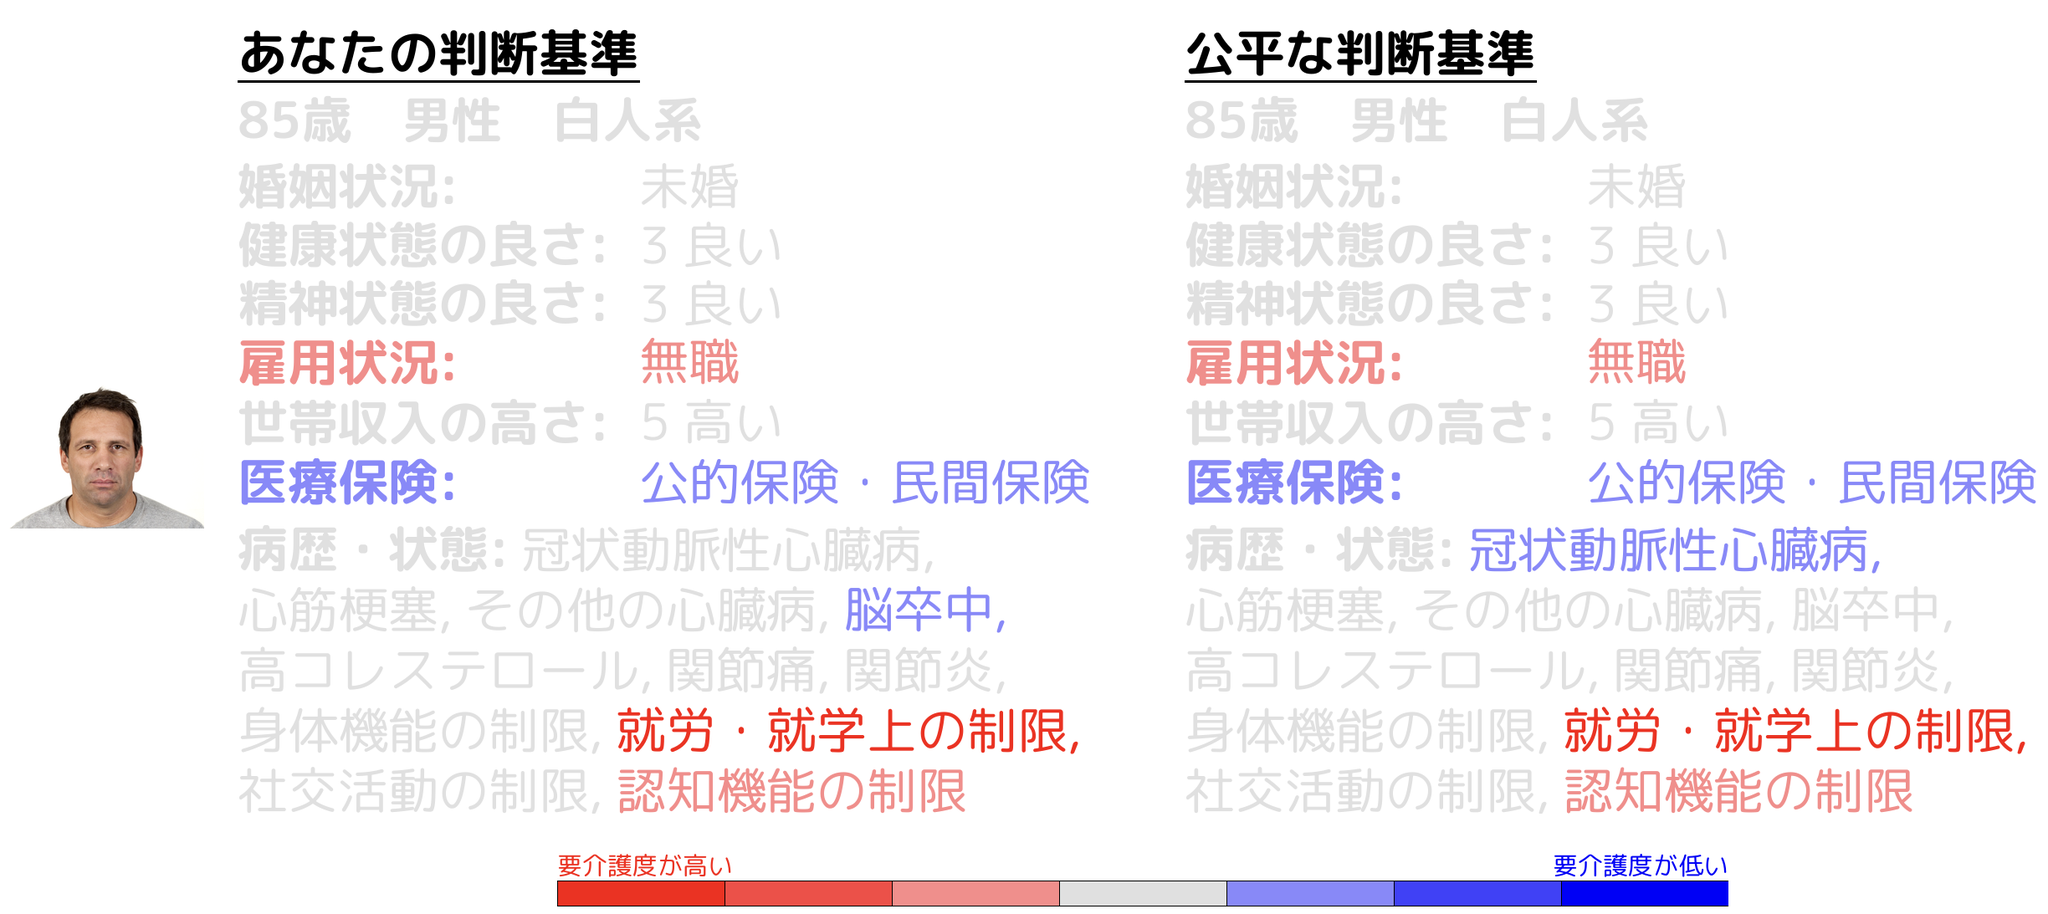 あなたの判断基準
85歳　男性　白人系
婚姻状況: 未婚
健康状態の良さ: 3 良い
精神状態の良さ: 3 良い
雇用状況: 無職
世帯収入の高さ: 5 高い
医療保険: 公的保険・民間保険
病歴・状態: 冠状動脈性心臓病,
心筋梗塞, その他の心臓病, 脳卒中,
高コレステロール, 関節痛, 関節炎,
身体機能の制限, 就労・就学上の制限,
社交活動の制限, 認知機能の制限
公平な判断基準
85歳　男性　白人系
婚姻状況: 未婚
健康状態の良さ: 3 良い
精神状態の良さ: 3 良い
雇用状況: 無職
世帯収入の高さ: 5 高い
医療保険: 公的保険・民間保険
病歴・状態: 冠状動脈性心臓病,
心筋梗塞, その他の心臓病, 脳卒中,
高コレステロール, 関節痛, 関節炎,
身体機能の制限, 就労・就学上の制限,
社交活動の制限, 認知機能の制限
要介護度が高い
要介護度が低い